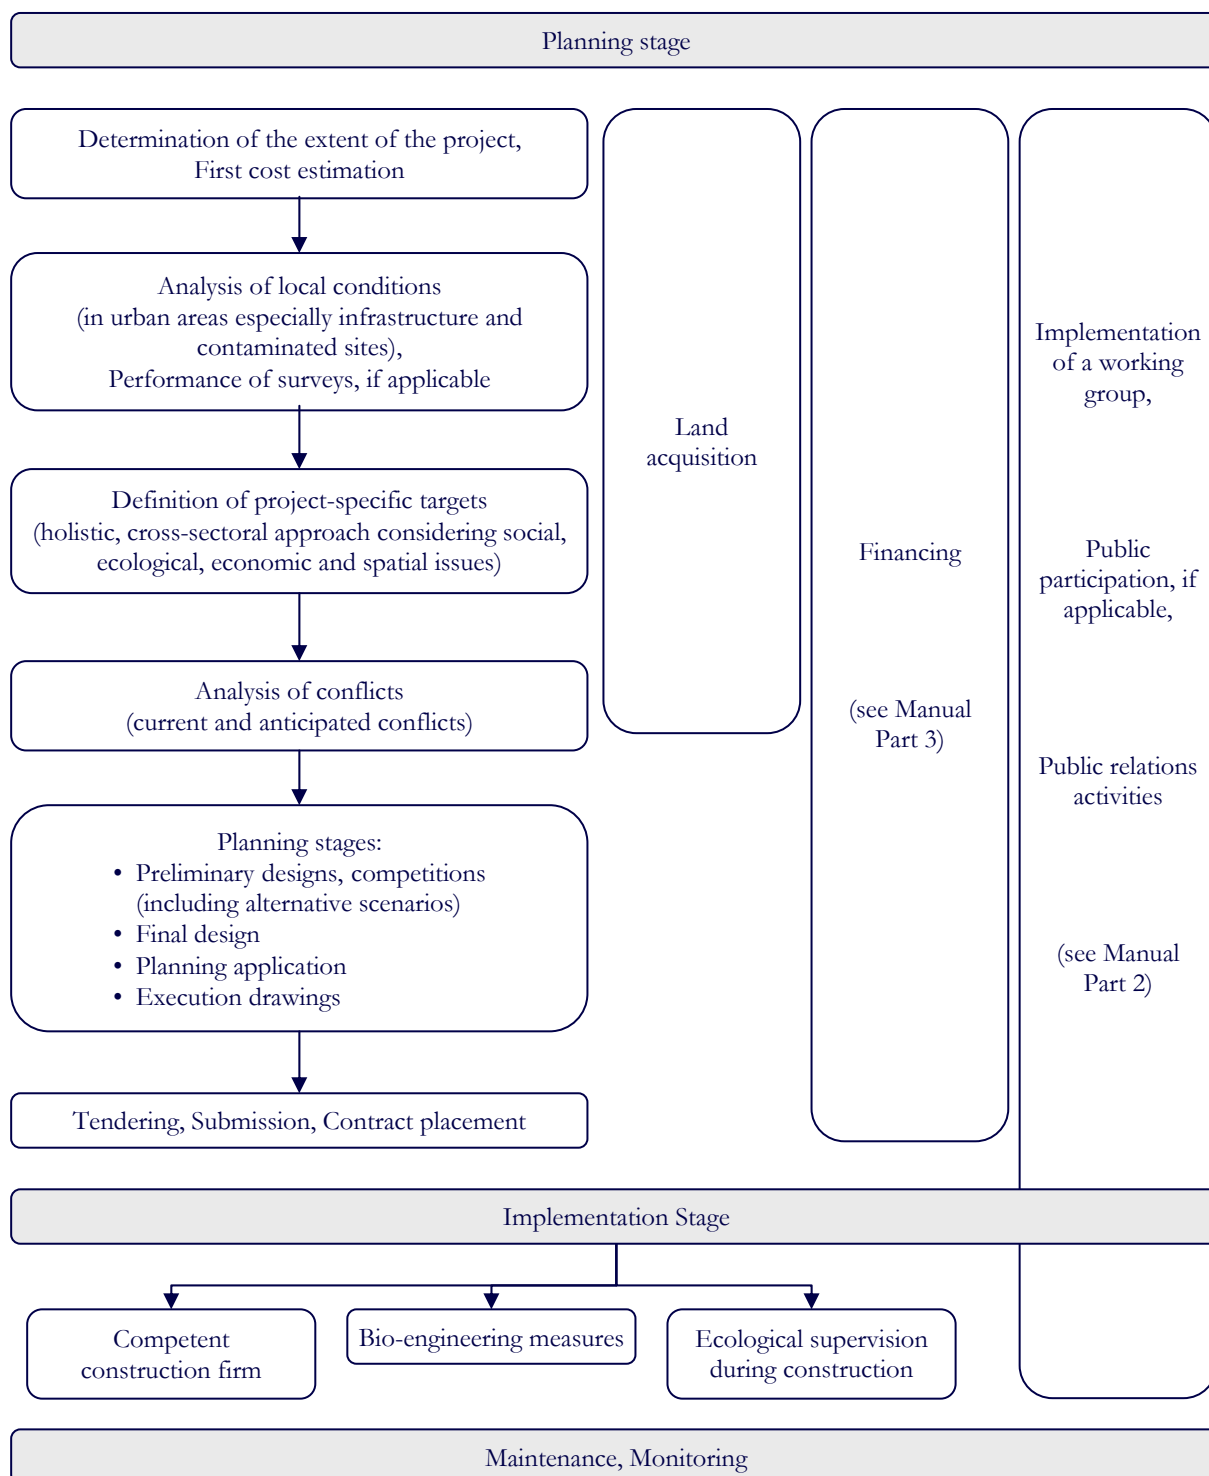 Planning stage
Determination of the extent of the project,
First cost estimation
Analysis of local conditions
(in urban areas especially infrastructure and
contaminated sites),
Performance of surveys, if applicable
Definition of project-specific targets
(holistic, cross-sectoral approach considering social,
ecological, economic and spatial issues)
Analysis of conflicts
(current and anticipated conflicts)
Planning stages:
• Preliminary designs, competitions
(including alternative scenarios)
• Final design
• Planning application
• Execution drawings
Tendering, Submission, Contract placement
Land
acquisition
Financing
(see Manual
Part 3)
Implementation
of a working
group,
Public
participation, if
applicable,
Public relations
activities
(see Manual
Part 2)
Implementation Stage
Competent
construction firm
Bio-engineering measures
Ecological supervision
during construction
Maintenance, Monitoring